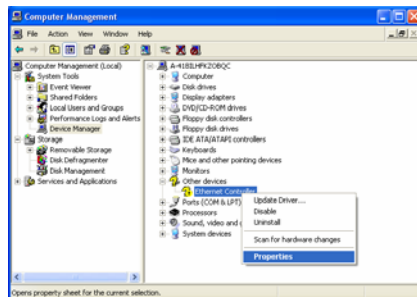 Computer Management
File Action View Window Help
Computer Management (Local)
System Tools
Event Viewer
Shared Folders
Local Users and Groups
Performance Logs and Alerts
Device Manager
Storage
Removable Storage
Disk Defragmenter
Disk Management
Services and Applications
Computer
Disk drives
Display adapters
DVD/CD-ROM drives
Floppy disk controllers
Floppy disk drives
IDE ATA/ATAPI controllers
Keyboards
Mice and other pointing devices
Monitors
Other devices
Ethernet Controller
Ports (COM & LPT)
Processors
Sound, video and
System devices
Update Driver...
Disable
Uninstall
Scan for hardware changes
Properties
Opens property sheet for the current selection.